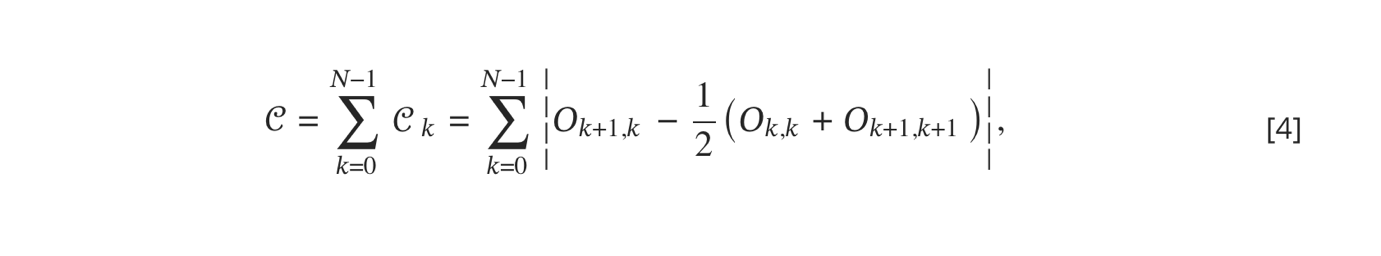 𝒞 = ∑_{k=0}^{N−1} 𝒞_k = ∑_{k=0}^{N−1} |O_{k+1,k} − 1/2 (O_{k,k} + O_{k+1,k+1})|, [4]